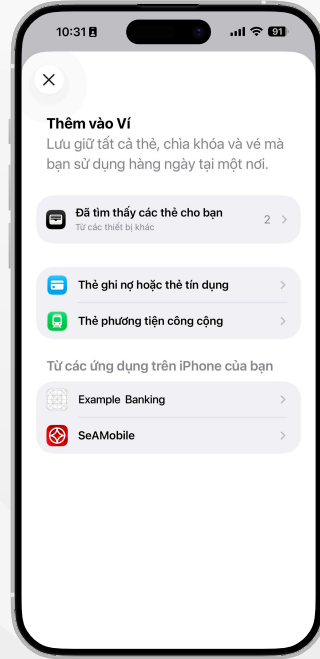 10:31
91
Thêm vào Ví
Lưu giữ tất cả thẻ, chìa khóa và vé mà
bạn sử dụng hàng ngày tại một nơi.
Đã tìm thấy các thẻ cho bạn
2
Từ các thiết bị khác
Thẻ ghi nợ hoặc thẻ tín dụng
Thẻ phương tiện công cộng
Từ các ứng dụng trên iPhone của bạn
Example Banking
SeAMobile